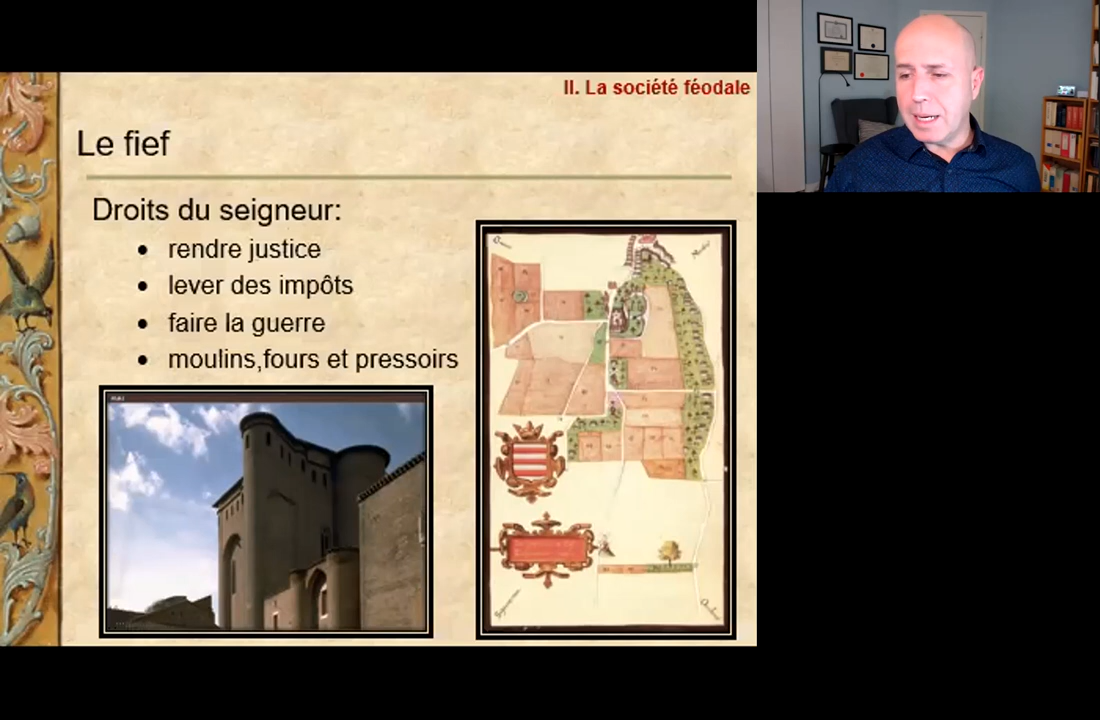 II. La société féodale
Le fief
Droits du seigneur:
• rendre justice
• lever des impôts
• faire la guerre
• moulins,fours et pressoirs